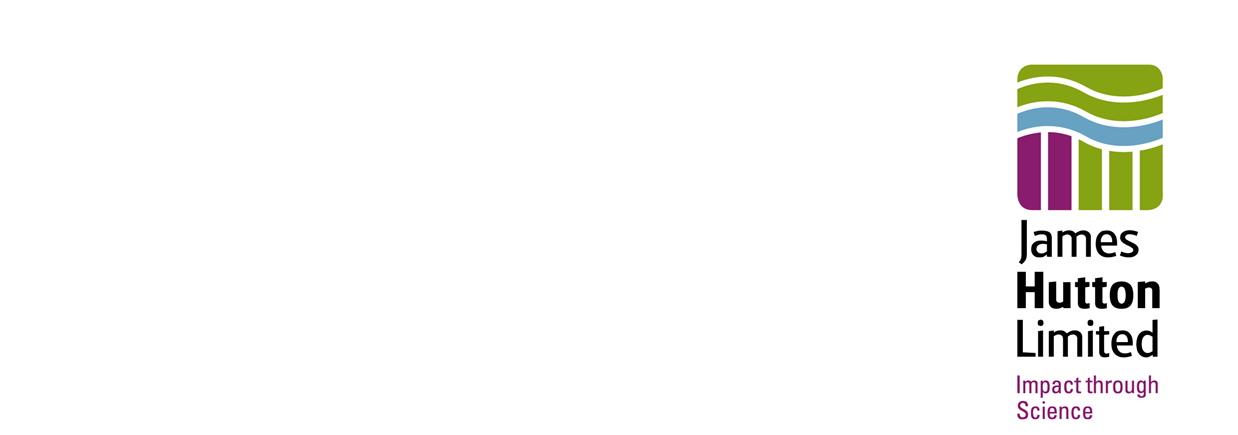 James
Hutton
Limited
Impact through
Science